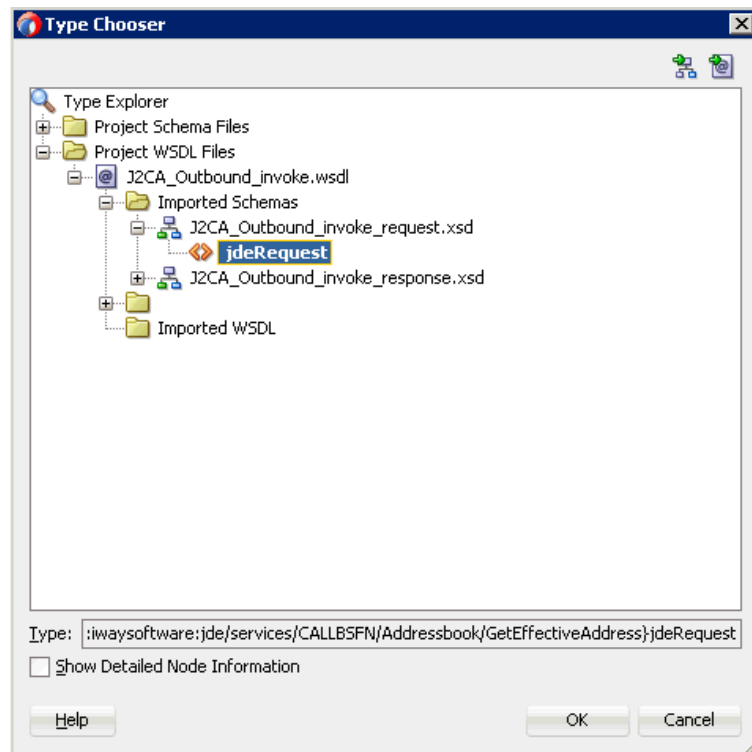 Type Chooser
Type Explorer
Project Schema Files
Project WSDL Files
J2CA_Outbound_invoke.wsdl
Imported Schemas
J2CA_Outbound_invoke_request.xsd
jdeRequest
J2CA_Outbound_invoke_response.xsd
Imported WSDL
Type: :iwaysoftware:jde/services/CALLBSFN/Addressbook/GetEffectiveAddress}jdeRequest
Show Detailed Node Information
Help OK Cancel